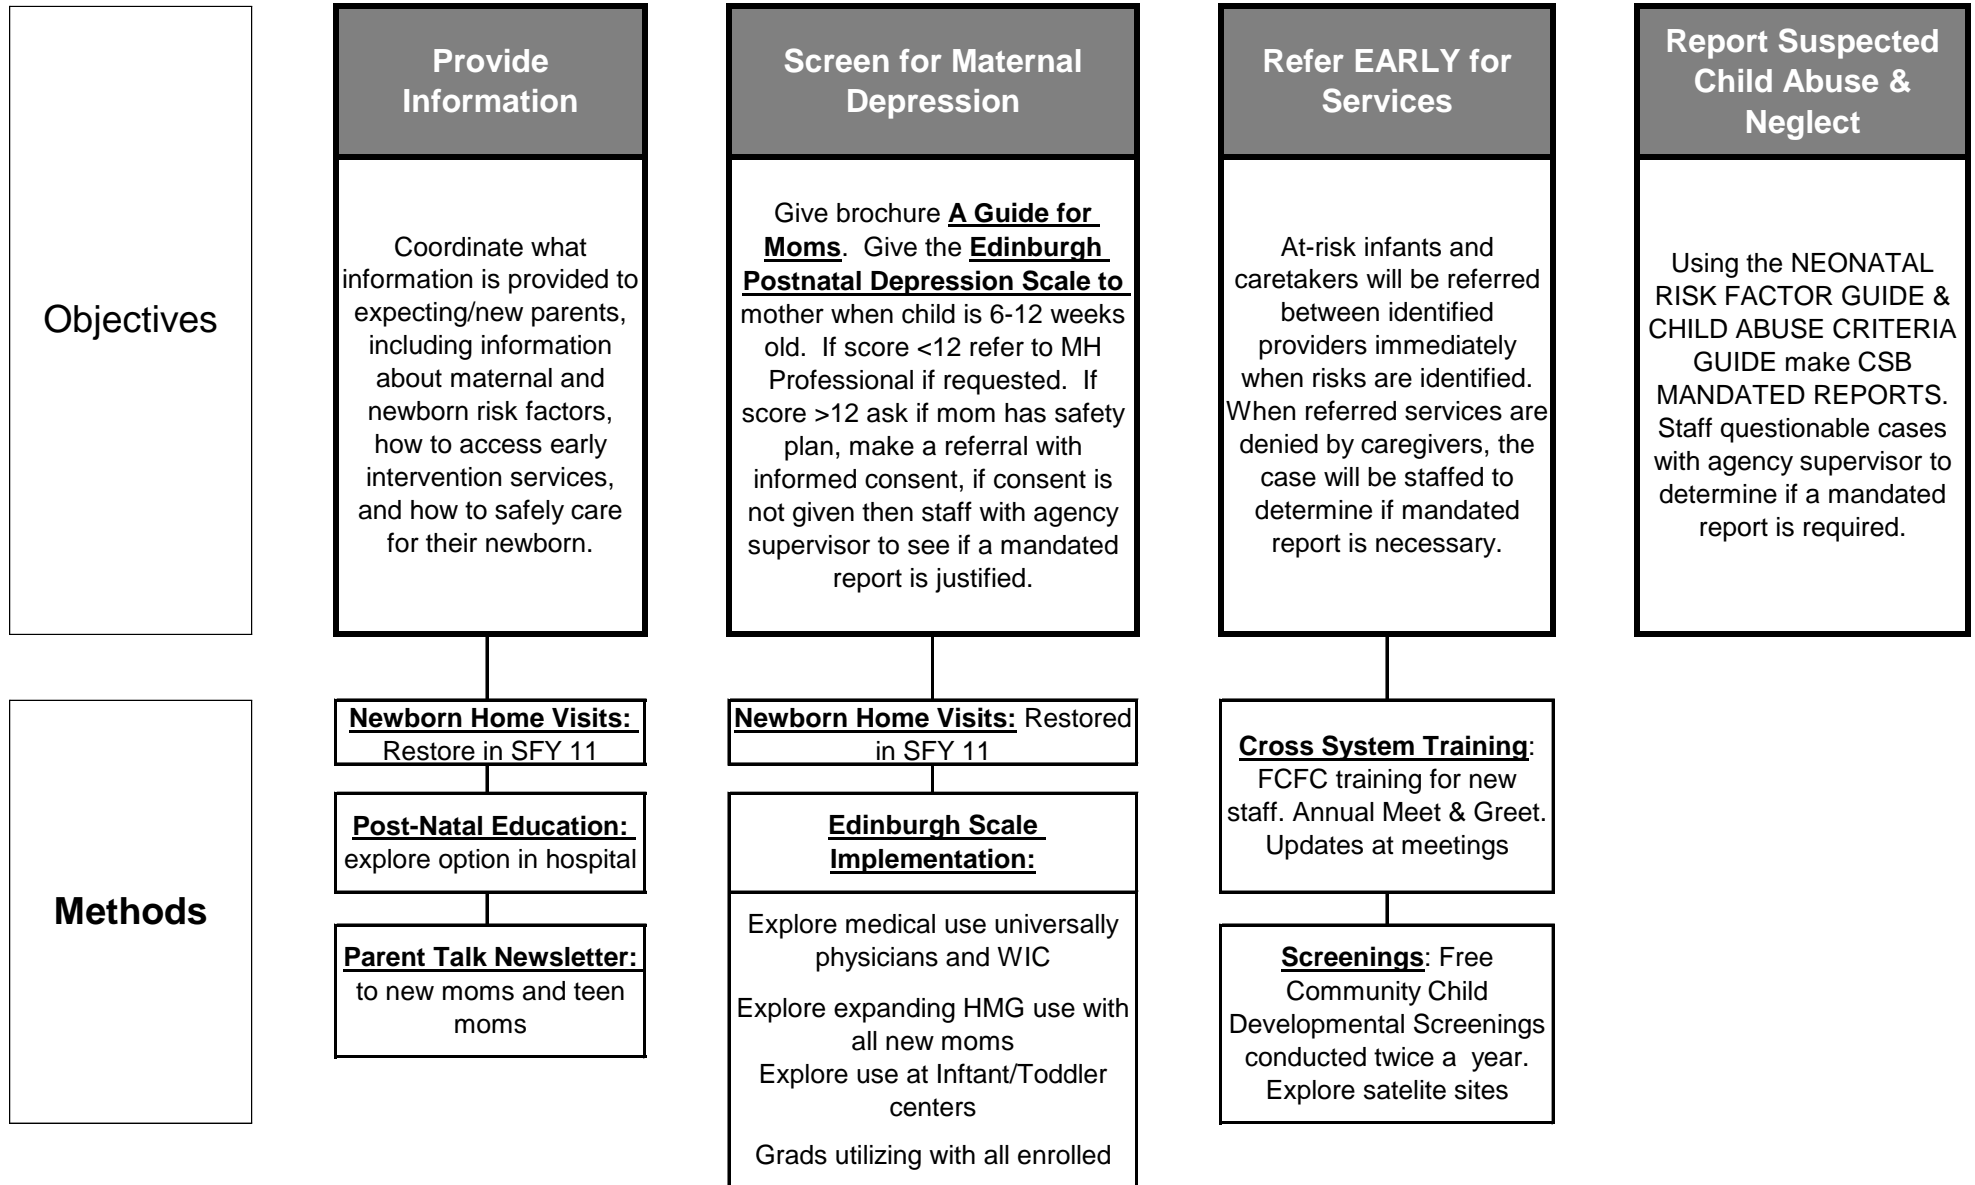 Objectives
Provide
Information
Coordinate what
information is provided to
expecting/new parents,
including information
about maternal and
newborn risk factors,
how to access early
intervention services,
and how to safely care
for their newborn.
Screen for Maternal
Depression
Give brochure A Guide for
Moms.  Give the Edinburgh
Postnatal Depression Scale to
mother when child is 6-12 weeks
old.  If score <12 refer to MH
Professional if requested.  If
score >12 ask if mom has safety
plan, make a referral with
informed consent, if consent is
not given then staff with agency
supervisor to see if a mandated
report is justified.
Refer EARLY for
Services
At-risk infants and
caretakers will be referred
between identified
providers immediately
when risks are identified.
When referred services are
denied by caregivers, the
case will be staffed to
determine if mandated
report is necessary.
Report Suspected
Child Abuse &
Neglect
Using the NEONATAL
RISK FACTOR GUIDE &
CHILD ABUSE CRITERIA
GUIDE make CSB
MANDATED REPORTS.
Staff questionable cases
with agency supervisor to
determine if a mandated
report is required.
Methods
Newborn Home Visits:
Restore in SFY 11
Post-Natal Education:
explore option in hospital
Parent Talk Newsletter:
to new moms and teen
moms
Newborn Home Visits: Restored
in SFY 11
Edinburgh Scale
Implementation:
Explore medical use universally
physicians and WIC
Explore expanding HMG use with
all new moms
Explore use at Inftant/Toddler
centers
Grads utilizing with all enrolled
Cross System Training:
FCFC training for new
staff. Annual Meet & Greet.
Updates at meetings
Screenings: Free
Community Child
Developmental Screenings
conducted twice a  year.
Explore satelite sites